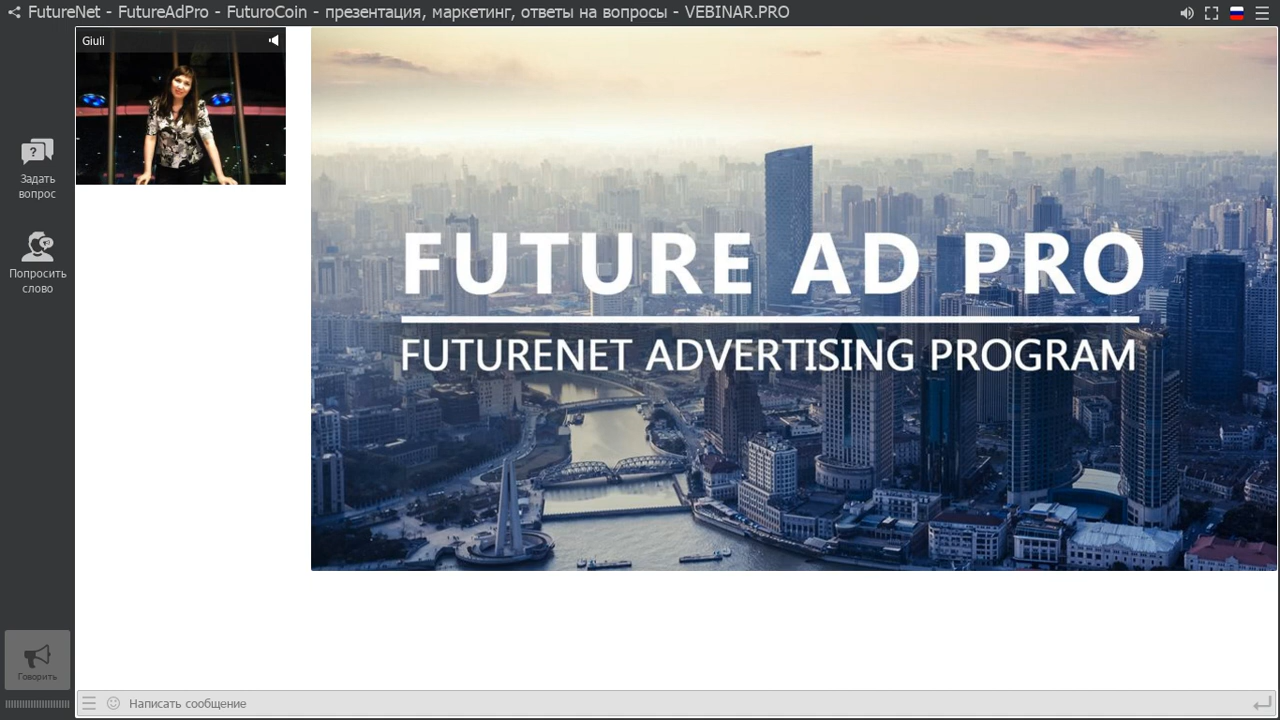 FutureNet - FutureAdPro - FuturoCoin - презентация, маркетинг, ответы на вопросы - VEBINAR.PRO
Giuli
Задать
вопрос
Попросить
слово
FUTURE AD PRO
FUTURENET ADVERTISING PROGRAM
Говорить
Написать сообщение